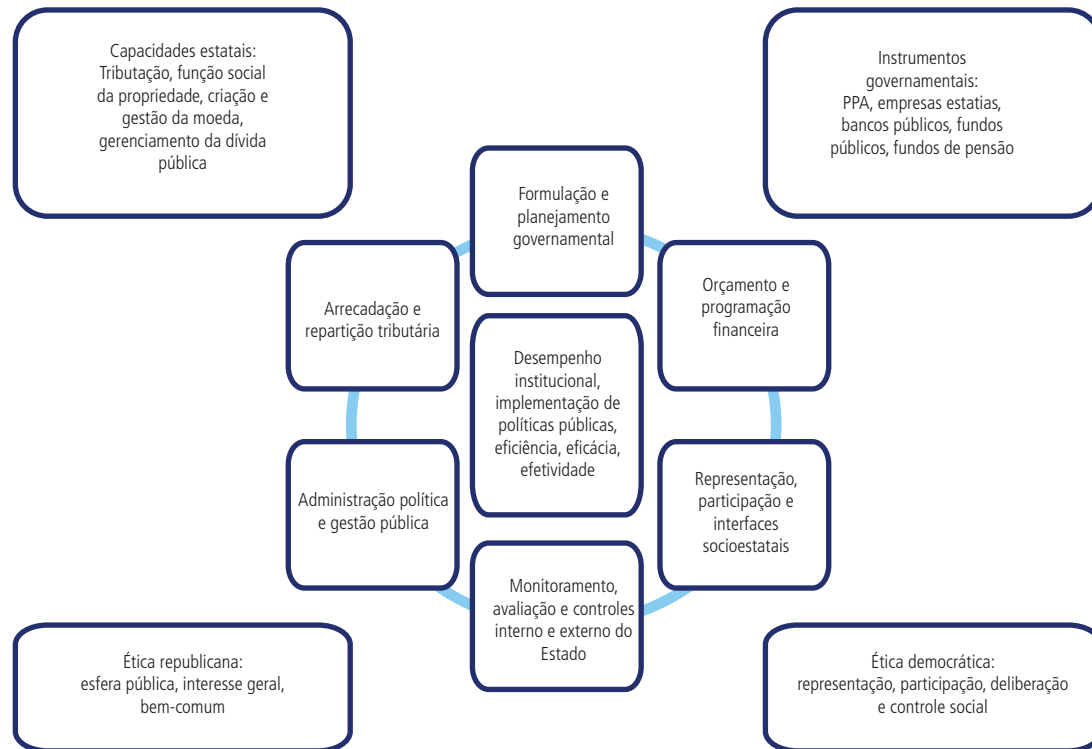 Capacidades estatais:
Tributação, função social
da propriedade, criação e
gestão da moeda,
gerenciamento da dívida
pública
Instrumentos
governamentais:
PPA, empresas estatias,
bancos públicos, fundos
públicos, fundos de pensão
Formulação e
planejamento
governamental
Arrecadação e
repartição tributária
Orçamento e
programação
financeira
Desempenho
institucional,
implementação de
políticas públicas,
eficiência, eficácia,
efetividade
Administração política
e gestão pública
Representação,
participação e
interfaces
socioestatais
Monitoramento,
avaliação e controles
interno e externo do
Estado
Ética republicana:
esfera pública, interesse geral,
bem-comum
Ética democrática:
representação, participação, deliberação
e controle social